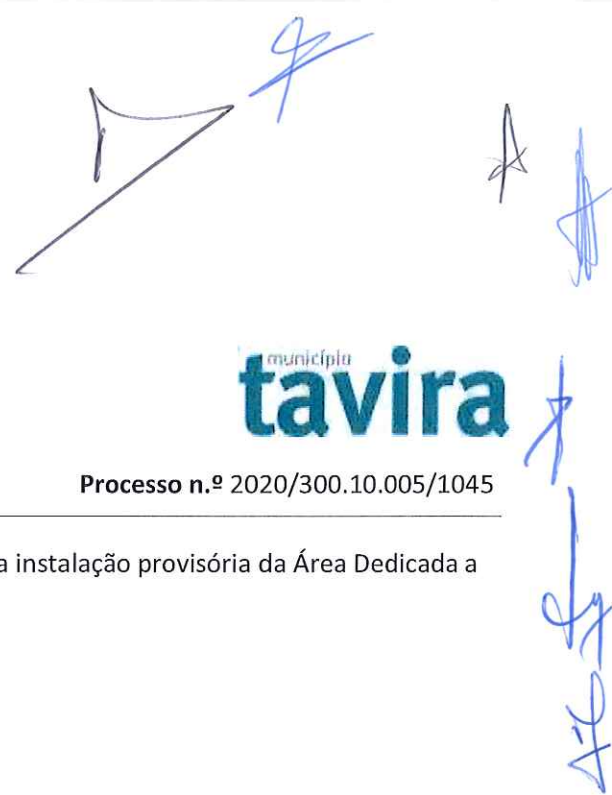 município
tavira
Processo n.º 2020/300.10.005/1045
a instalação provisória da Área Dedicada a